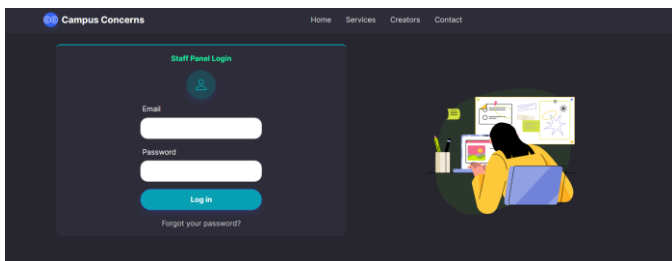 Campus Concerns
Home Services Creators Contact
Staff Panel Login
Email
Password
Log in
Forgot your password?